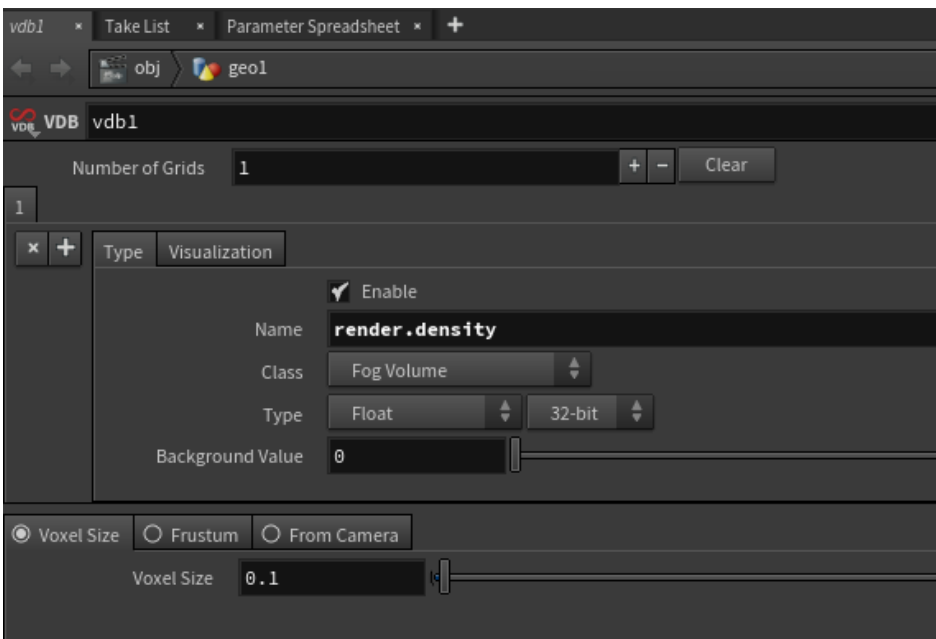 vdb1 × Take List × Parameter Spreadsheet × +
obj geo1
VDB VDB vdb1
Number of Grids 1 + − Clear
1
× + Type Visualization
Enable
Name render.density
Class Fog Volume
Type Float 32-bit
Background Value 0
Voxel Size Frustum From Camera
Voxel Size 0.1